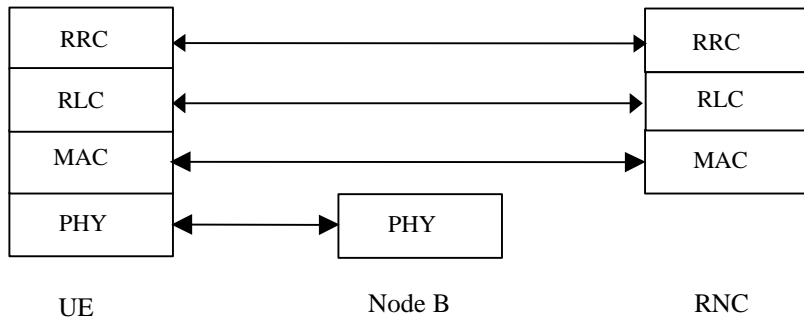 RRC RRC
RLC RLC
MAC MAC
PHY PHY
UE Node B RNC